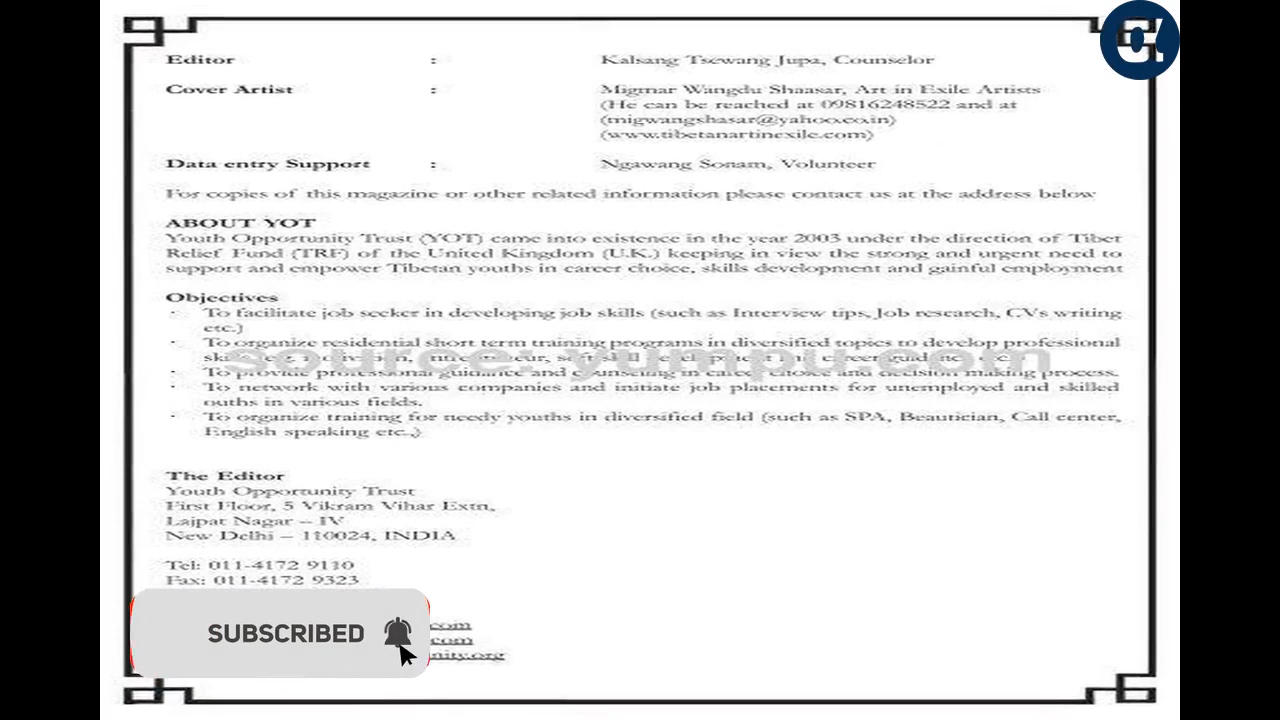 Editor : Kalsang Tsewang Jupa, Counselor
Cover Artist : Migmar Wangdu Shaasar, Art in Exile Artists
(He can be reached at 09816248522 and at
(migwangshasar@yahoo.co.in)
(www.tibetanartinexile.com)
Data entry Support : Ngawang Sonam, Volunteer
For copies of this magazine or other related information please contact us at the address below
ABOUT YOT
Youth Opportunity Trust (YOT) came into existence in the year 2003 under the direction of Tibet
Relief Fund (TRF) of the United Kingdom (U.K.) keeping in view the strong and urgent need to
support and empower Tibetan youths in career choice, skills development and gainful employment
Objectives
· To facilitate job seeker in developing job skills (such as Interview tips, Job research, CVs writing
etc.)
· To organize residential short term training programs in diversified topics to develop professional
source: yumpu.com
· To provide professional guidance and counseling in career choice and decision making process.
· To network with various companies and initiate job placements for unemployed and skilled
ouths in various fields.
· To organize training for needy youths in diversified field (such as SPA, Beautician, Call center,
English speaking etc.,)
The Editor
Youth Opportunity Trust
First Floor, 5 Vikram Vihar Extn,
Lajpat Nagar – IV
New Delhi – 110024, INDIA
Tel: 011-4172 9110
Fax: 011-4172 9323
.com
.com
nity.org
SUBSCRIBED